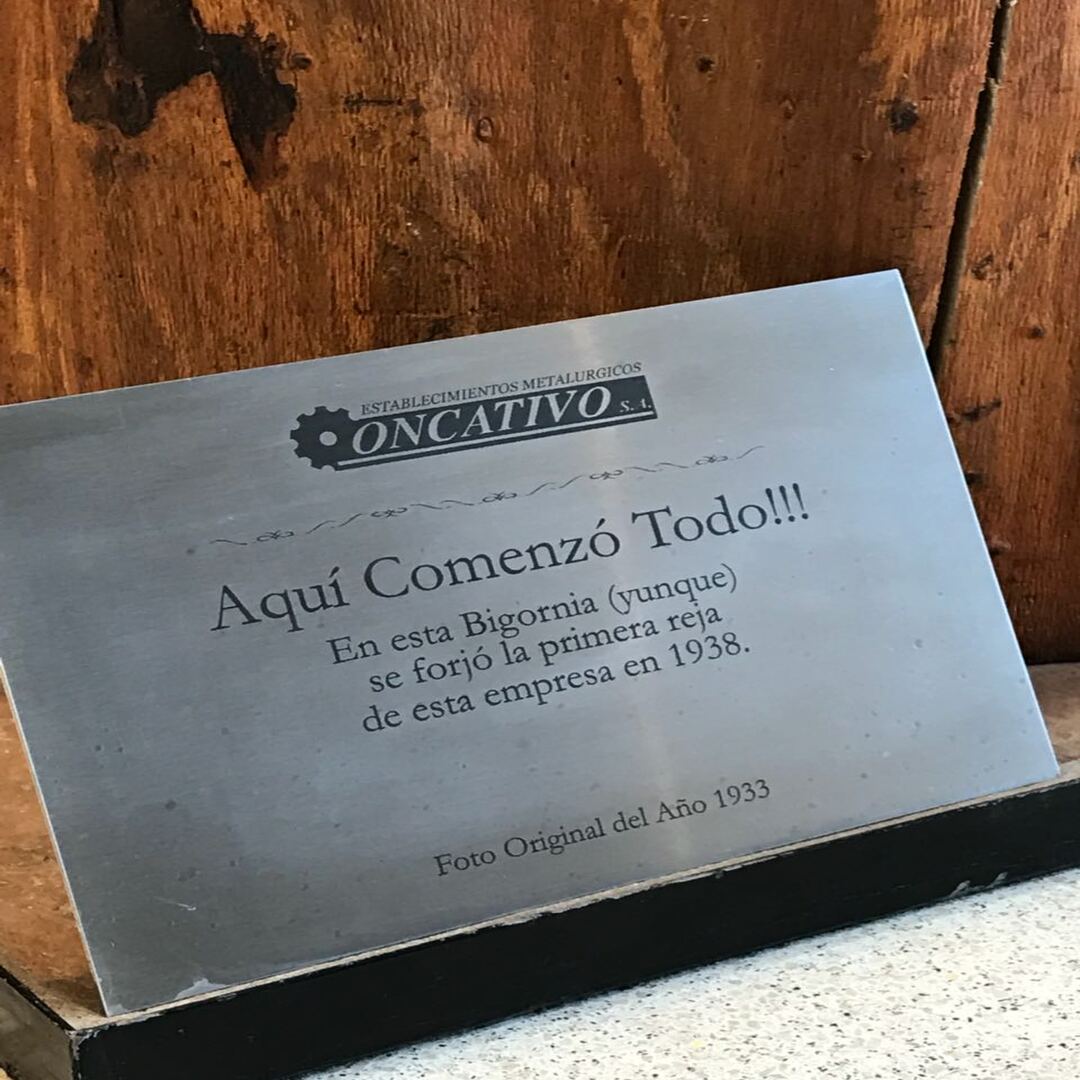 ESTABLECIMIENTOS METALURGICOS
ONCATIVO S.A.
Aquí Comenzó Todo!!!
En esta Bigornia (yunque)
se forjó la primera reja
de esta empresa en 1938.
Foto Original del Año 1933